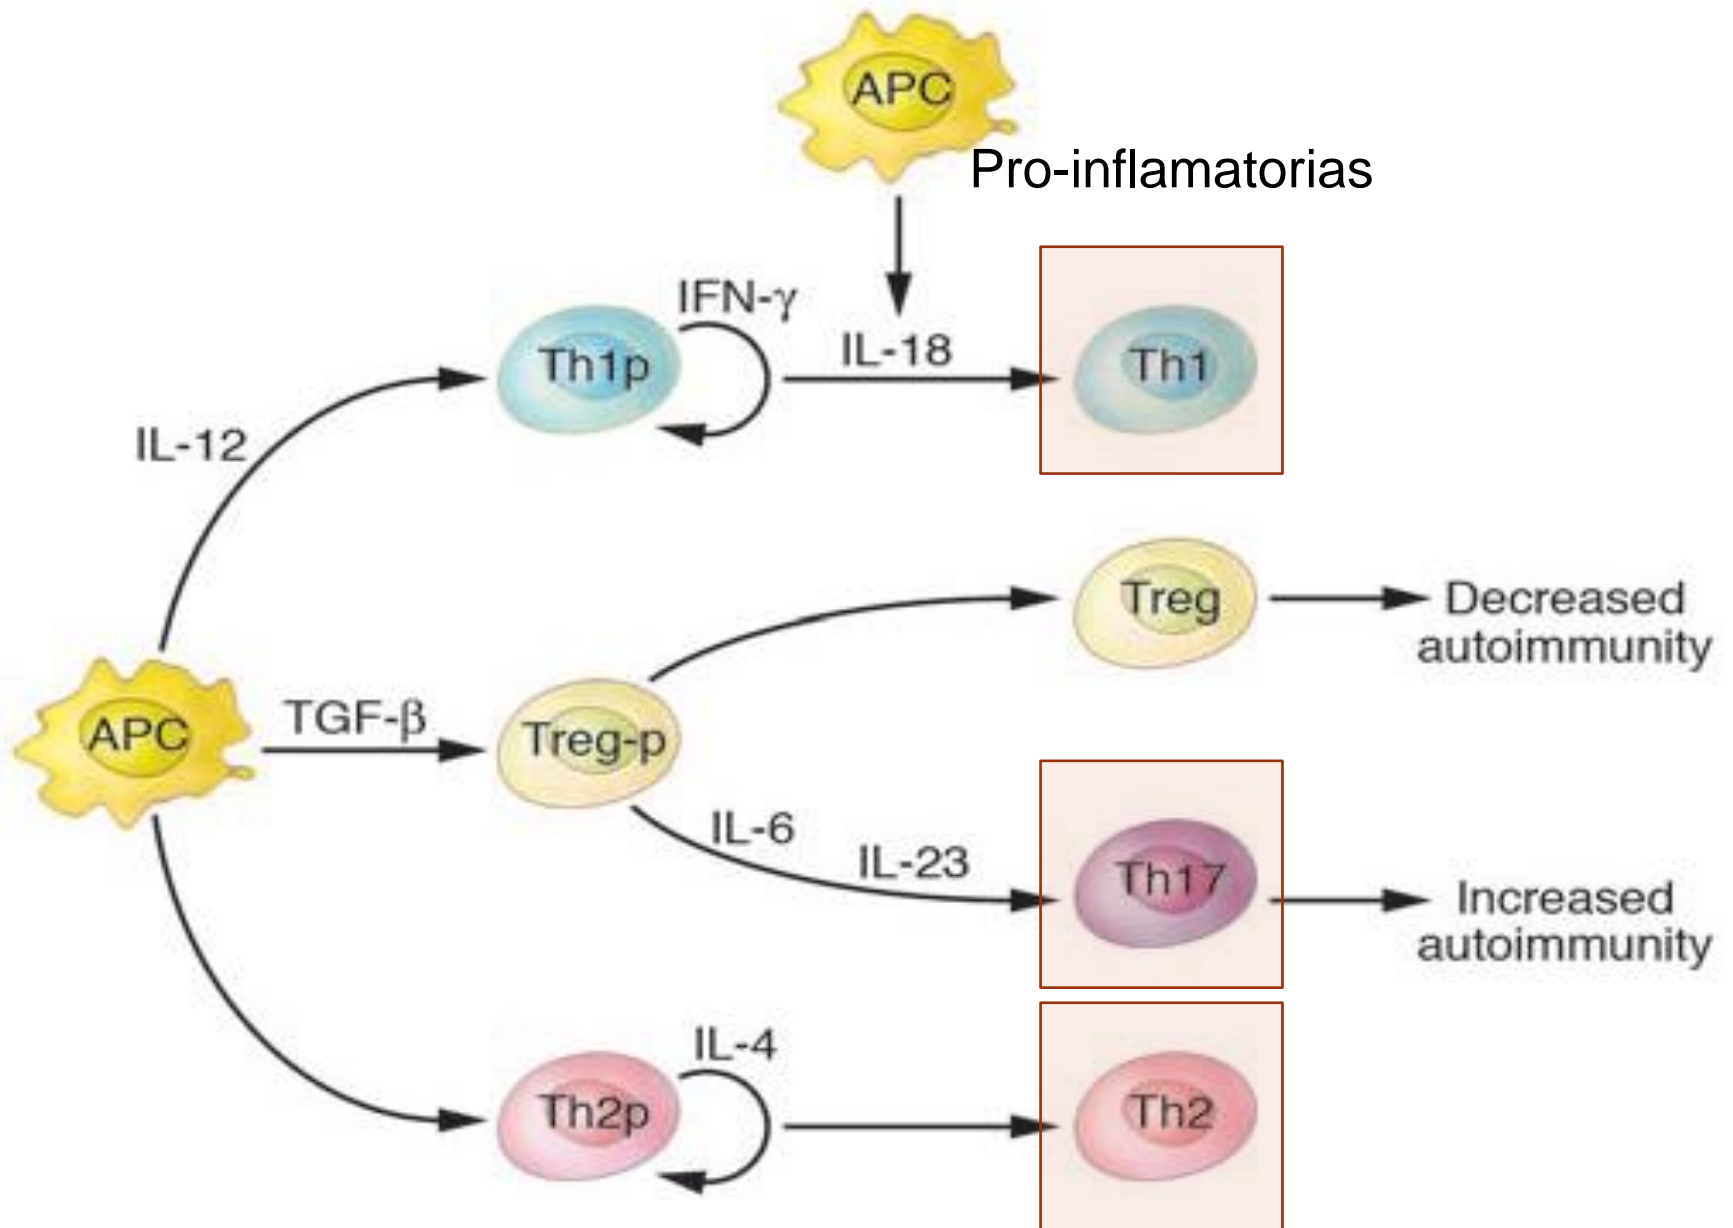 APC
Pro-inflamatorias
IFN-γ
Th1p
IL-18
Th1
IL-12
Treg
Decreased
autoimmunity
APC
TGF-β
Treg-p
IL-6
IL-23
Th17
Increased
autoimmunity
IL-4
Th2p
Th2